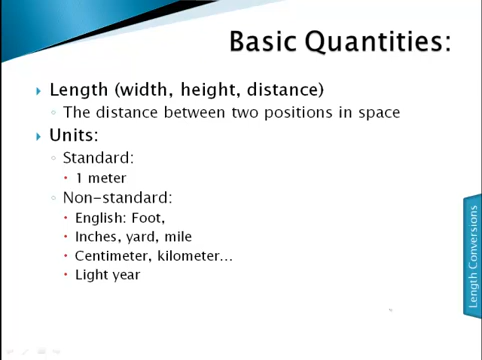 Basic Quantities:
Length (width, height, distance)
The distance between two positions in space
Units:
Standard:
1 meter
Non-standard:
English: Foot,
Inches, yard, mile
Centimeter, kilometer...
Light year
Length Conversions